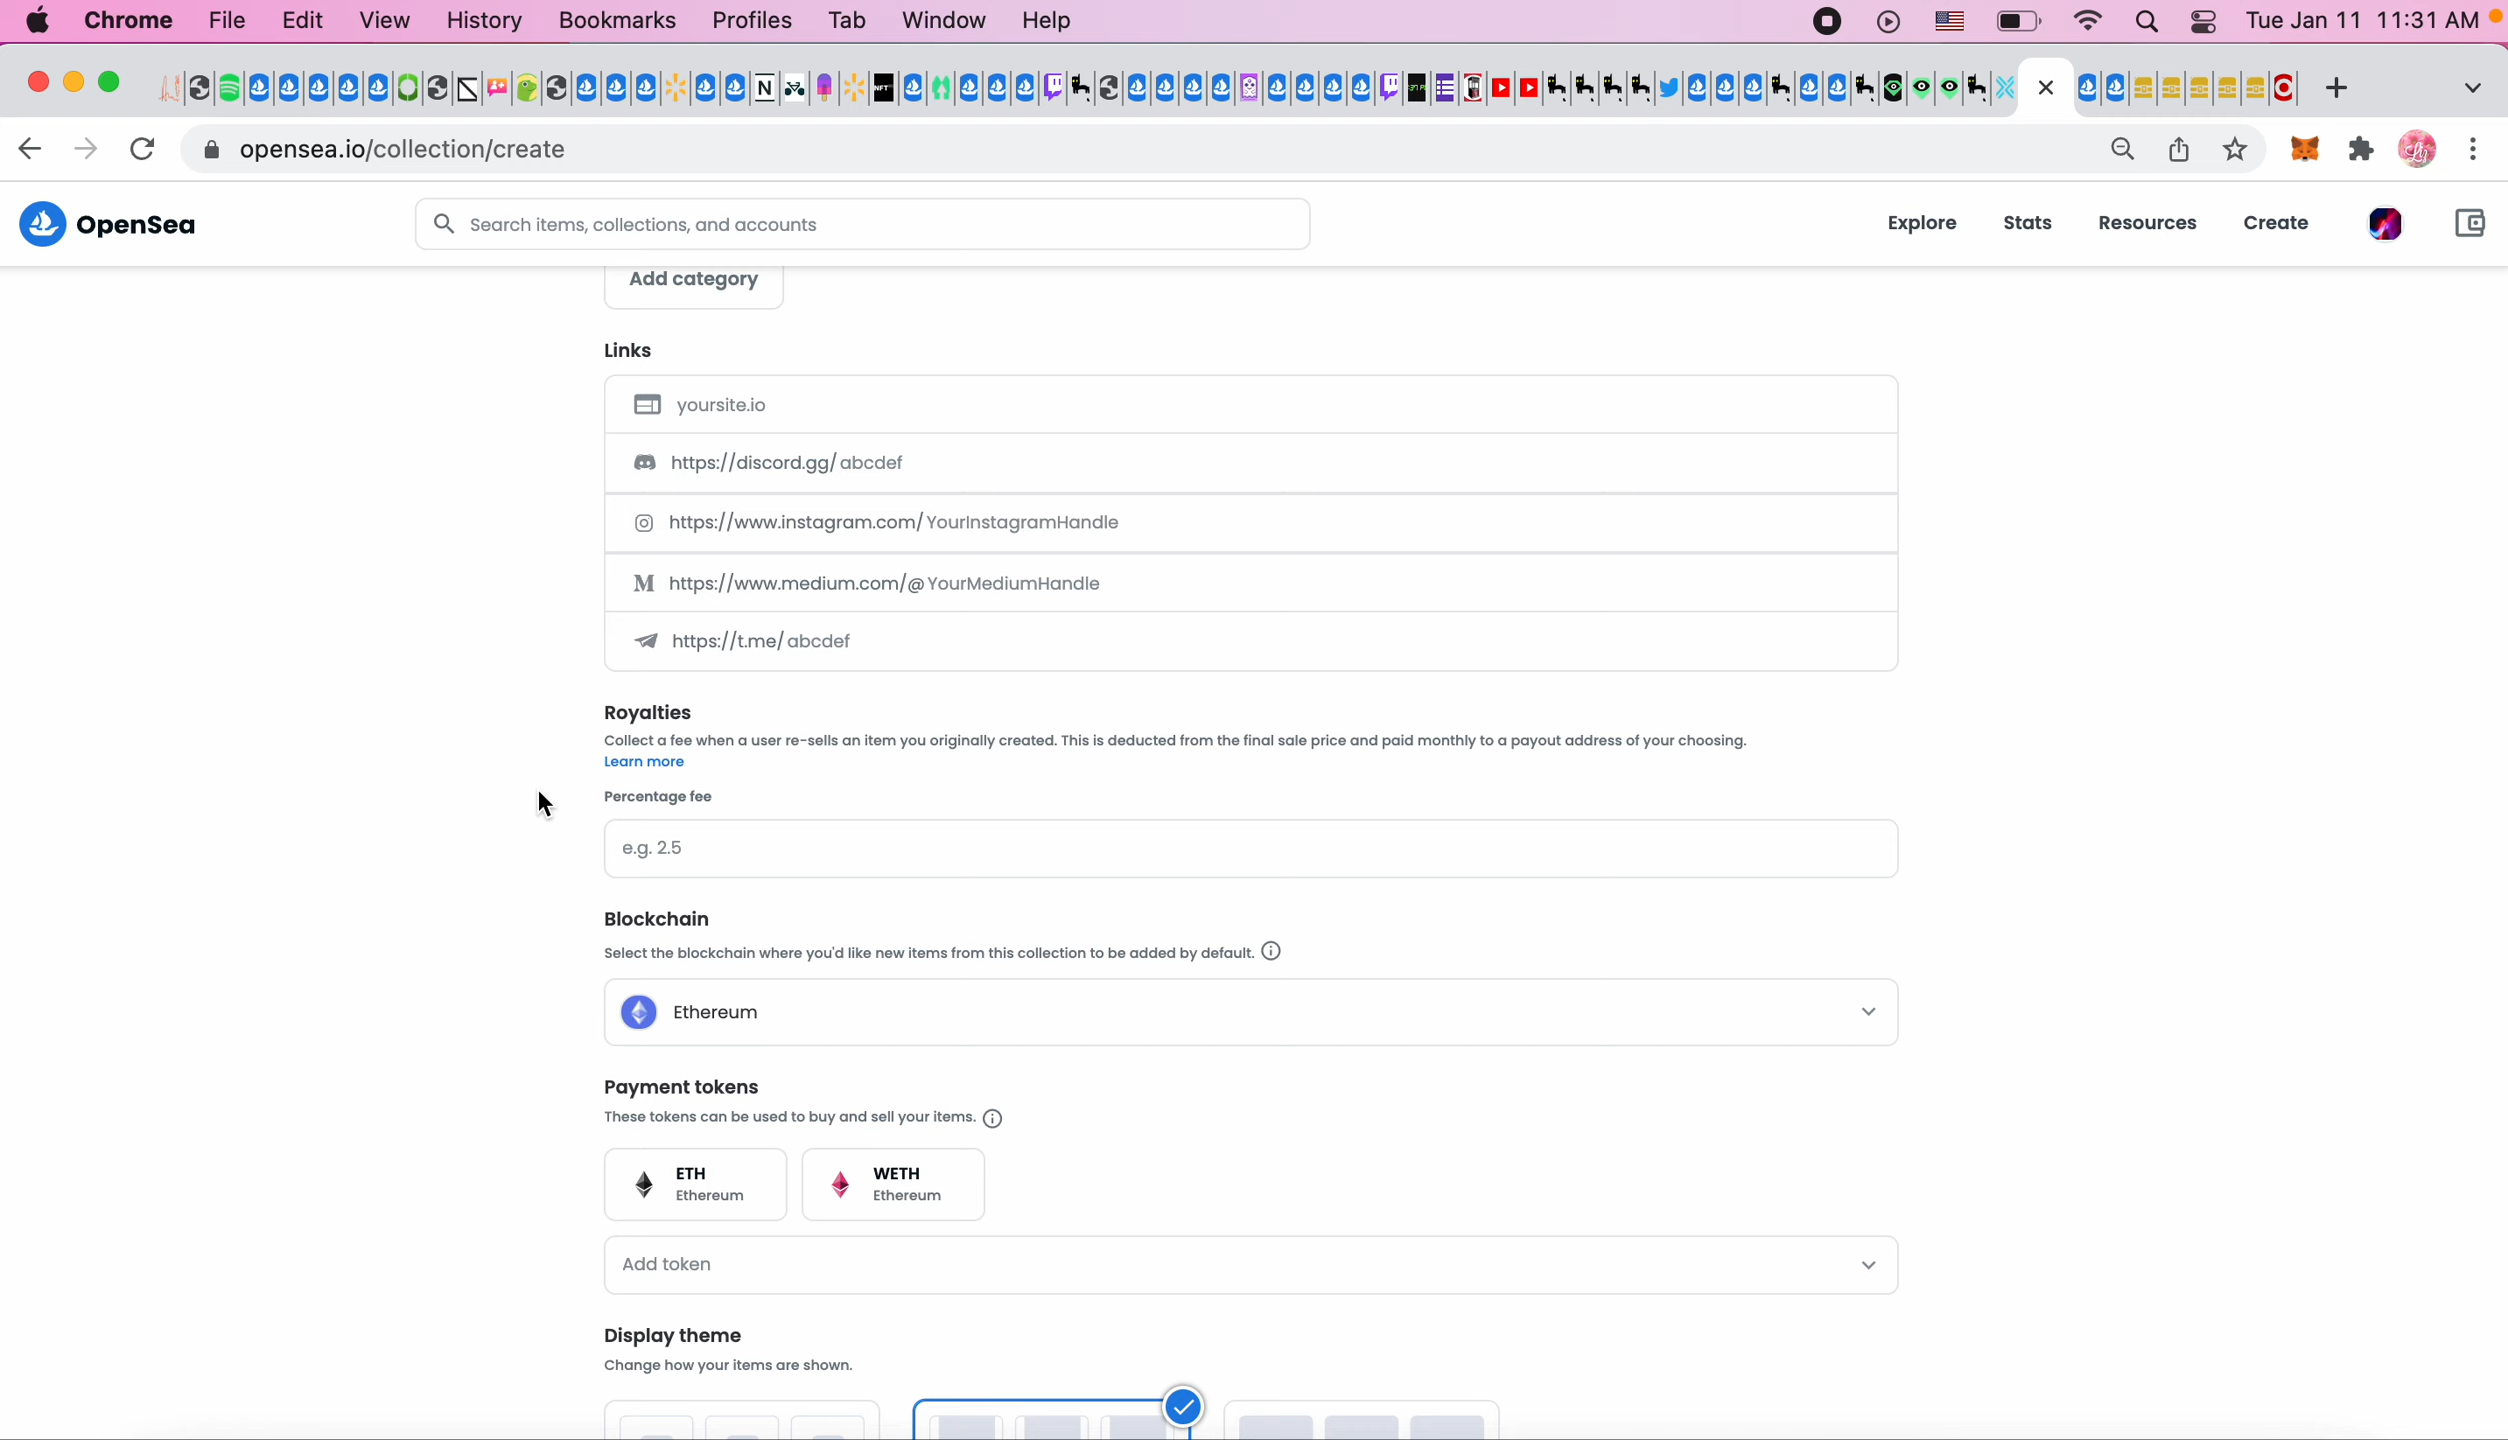 Chrome File Edit View History Bookmarks Profiles Tab Window Help Tue Jan 11 11:31 AM
opensea.io/collection/create
OpenSea Search items, collections, and accounts Explore Stats Resources Create
Add category
Links
yoursite.io
https://discord.gg/abcdef
https://www.instagram.com/YourInstagramHandle
https://www.medium.com/@YourMediumHandle
https://t.me/abcdef
Royalties
Collect a fee when a user re-sells an item you originally created. This is deducted from the final sale price and paid monthly to a payout address of your choosing.
Learn more
Percentage fee
e.g. 2.5
Blockchain
Select the blockchain where you'd like new items from this collection to be added by default.
Ethereum
Payment tokens
These tokens can be used to buy and sell your items.
ETH WETH
Ethereum Ethereum
Add token
Display theme
Change how your items are shown.